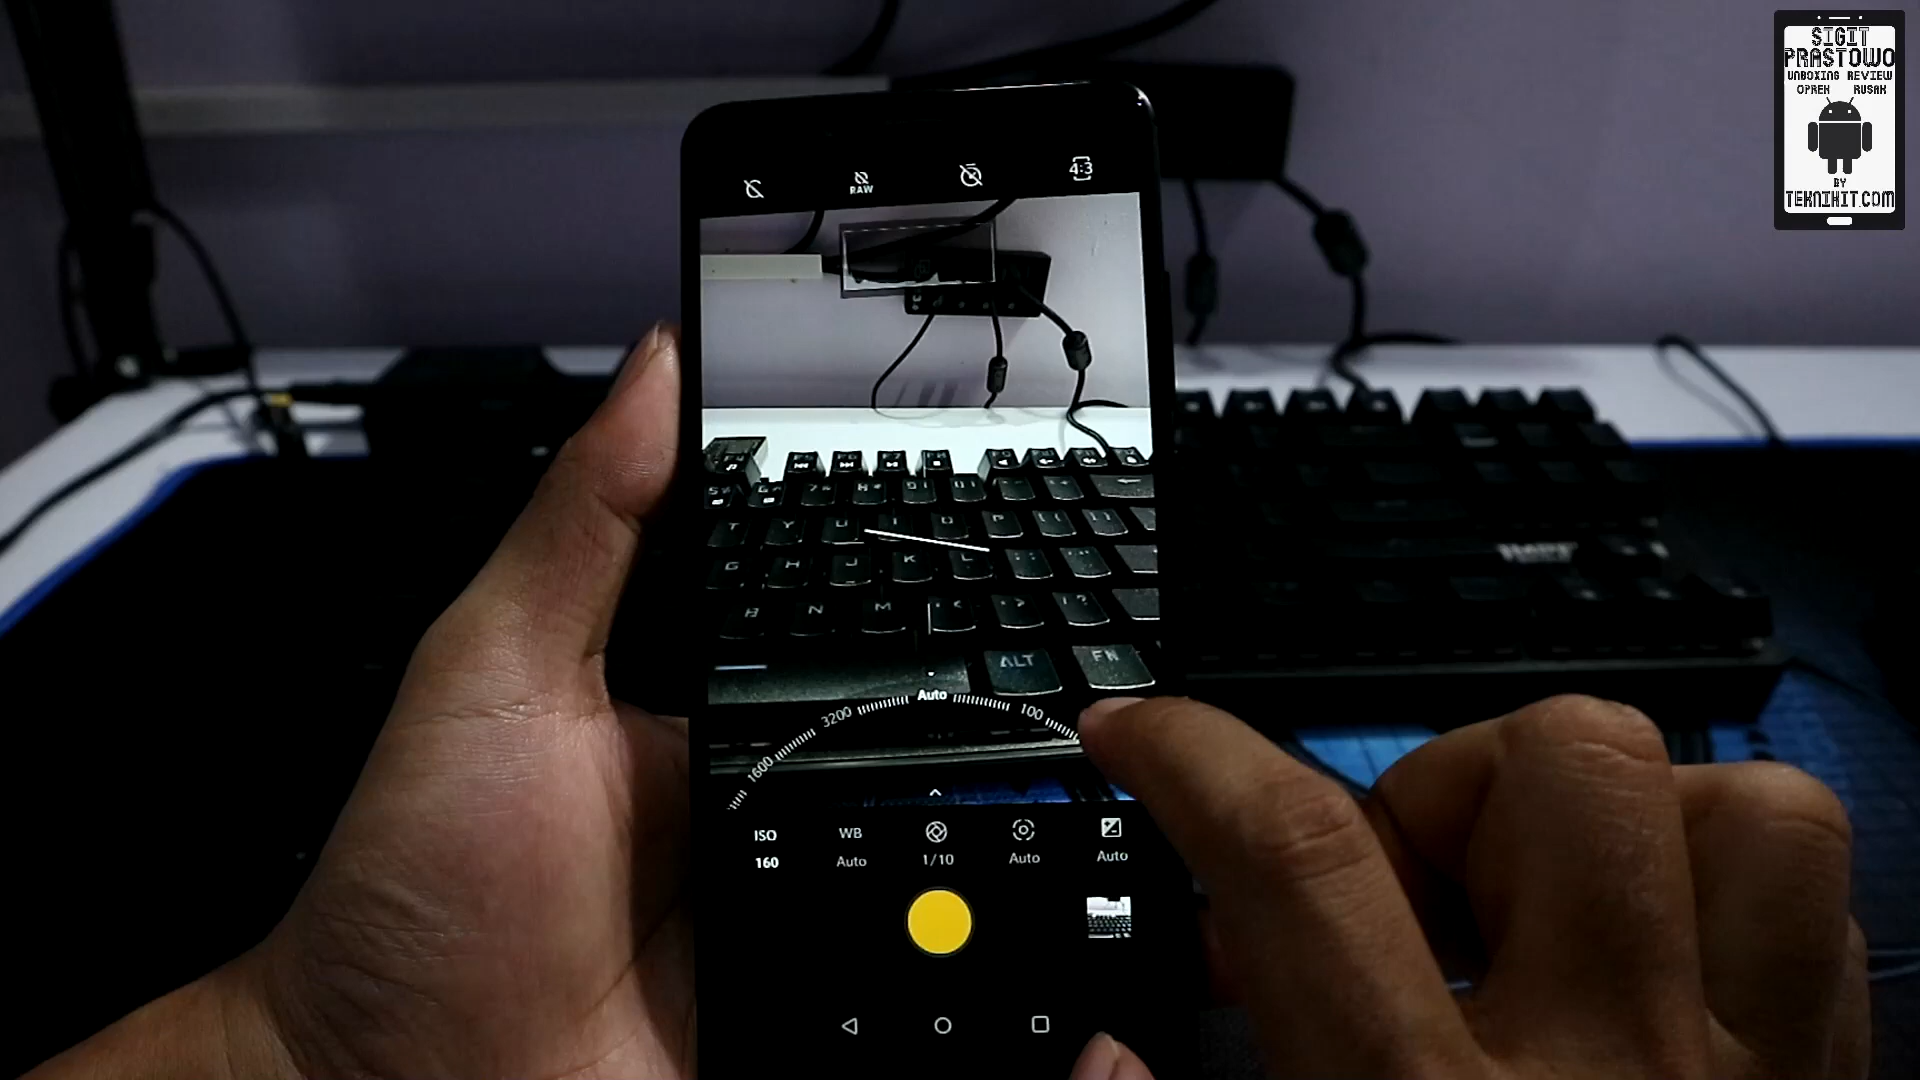 SIGIT
PRASTOWO
UNBOXING REVIEW
OPREK RUSAK
BY
TEKNIKIT.COM
RAW
4:3
T Y U I O P
G H J K L
B N M
ALT FN
1600 3200 Auto 100
ISO WB
160 Auto 1/10 Auto Auto